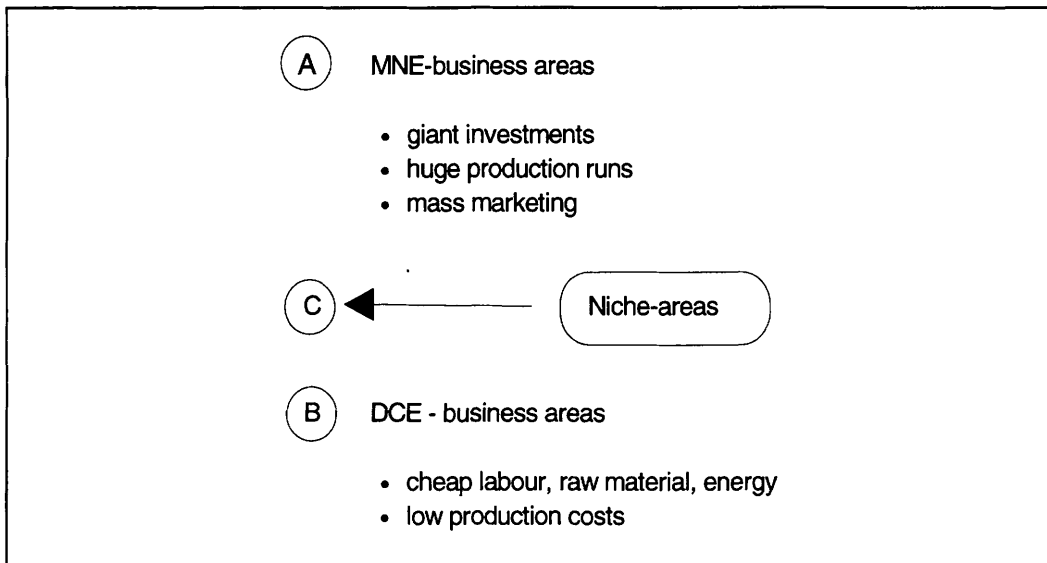 A MNE-business areas
• giant investments
• huge production runs
• mass marketing
C Niche-areas
B DCE - business areas
• cheap labour, raw material, energy
• low production costs